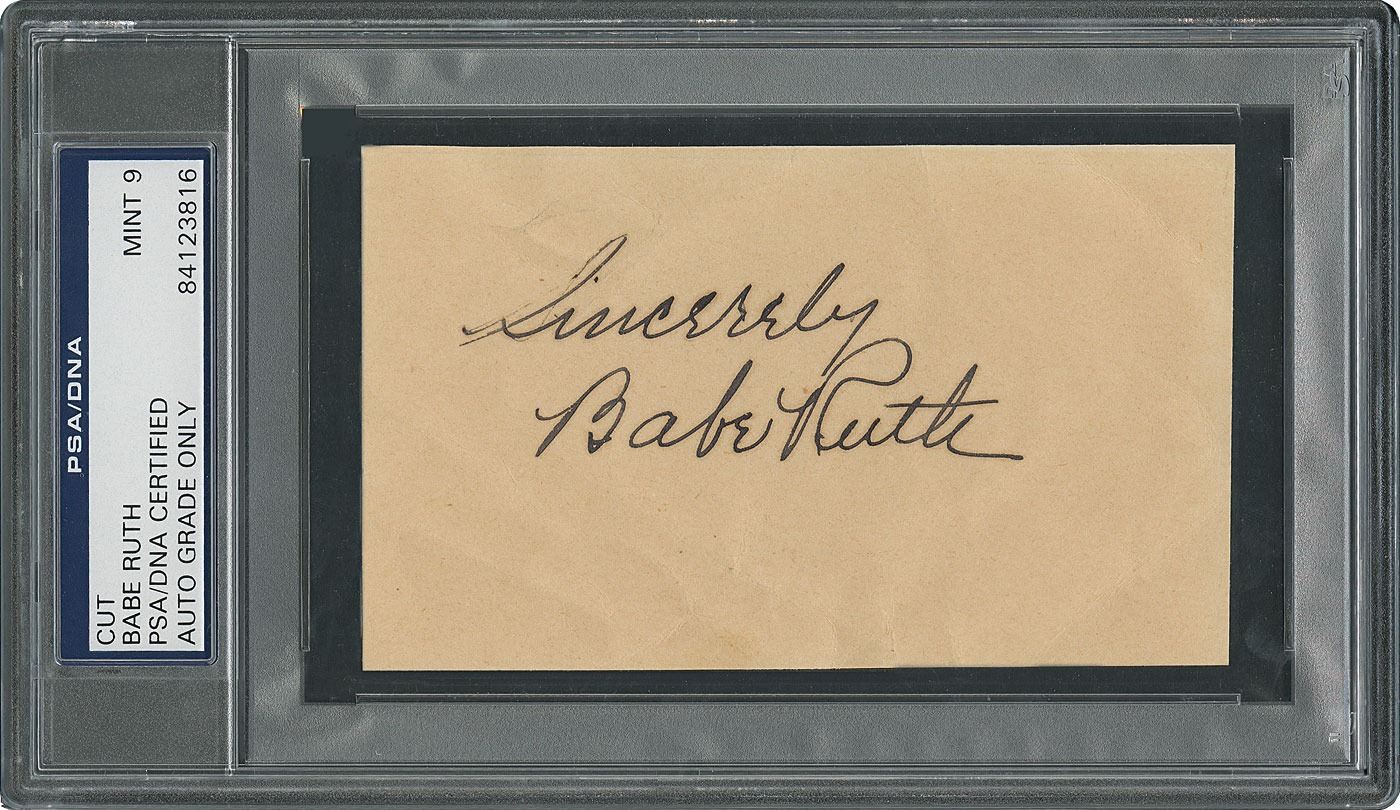 PSA/DNA
CUT
BABE RUTH
MINT 9
PSA/DNA CERTIFIED
AUTO GRADE ONLY
84123816
Sincerely
Babe Ruth